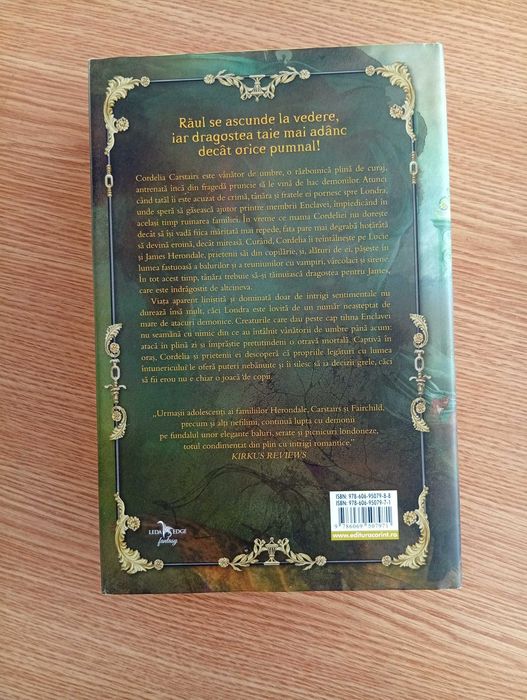 Răul se ascunde la vedere,
iar dragostea taie mai adânc
decât orice pumnal!
Cordelia Carstairs este vânător de umbre, o războinică plină de curaj,
antrenată încă din fragedă pruncie să le vină de hac demonilor. Atunci
când tatăl îi este acuzat de crimă, tânăra și fratele ei pornesc spre Londra,
unde speră să găsească ajutor printre membrii Enclavei, împiedicând în
același timp ruinarea familiei. În vreme ce mama Cordeliei nu dorește
decât să își vadă fiica măritată mai repede, fata pare mai degrabă hotărâtă
să devină eroină, decât mireasă. Curând, Cordelia îi reîntâlnește pe Lucie
și James Herondale, prietenii săi din copilărie, și, alături de ei, pășește în
lumea fastuoasă a balurilor și a reuniunilor cu vampiri, vârcolaci și sirene.
În tot acest timp, tânăra trebuie să-și tăinuiască dragostea pentru James,
care este îndrăgostit de altcineva.
Viața aparent liniștită și dominată doar de intrigi sentimentale nu
durează însă mult, căci Londra este lovită de un număr neașteptat de
mare de atacuri demonice. Creaturile care dau peste cap tihna Enclavei
nu seamănă cu nimic din ce au întâlnit vânătorii de umbre până acum:
atacă în plină zi și împrăștie pretutindeni o otravă mortală. Captivă în
oraș, Cordelia și prietenii ei descoperă că propriile legături cu lumea
întunericului le oferă puteri nebănuite și îi silesc să ia decizii grele, căci
să fii erou nu e chiar o joacă de copii.
„Urmașii adolescenți ai familiilor Herondale, Carstairs și Fairchild,
precum și alți nefilimi, continuă lupta cu demonii
pe fundalul unor elegante baluri, serate și picnicuri londoneze,
totul condimentat din plin cu intrigi romantice.”
KIRKUS REVIEWS
ISBN: 978-606-95079-8-8
ISBN: 978-606-95079-7-1
9 786069 507971
www.edituracorint.ro
LEDA EDGE
fantasy